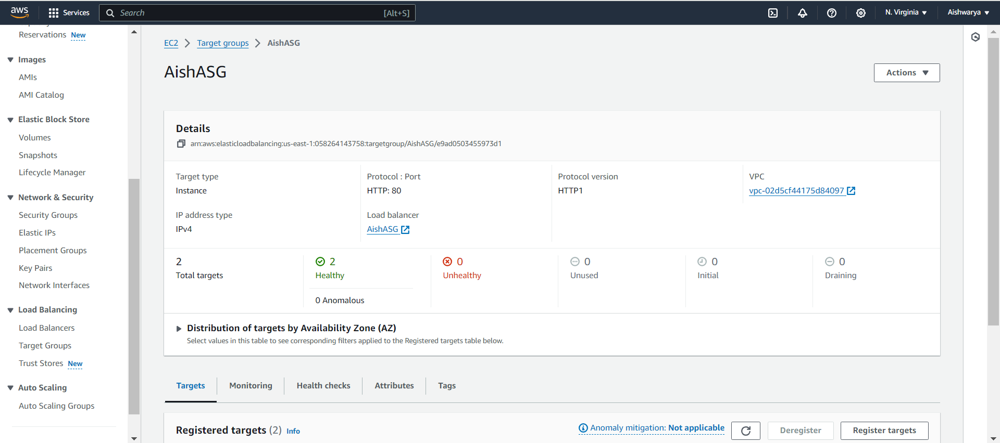 aws Services Search [Alt+S] N. Virginia Aishwarya
Reservations New
Images
AMIs
AMI Catalog
Elastic Block Store
Volumes
Snapshots
Lifecycle Manager
Network & Security
Security Groups
Elastic IPs
Placement Groups
Key Pairs
Network Interfaces
Load Balancing
Load Balancers
Target Groups
Trust Stores New
Auto Scaling
Auto Scaling Groups
EC2 > Target groups > AishASG
AishASG
Actions
Details
arn:aws:elasticloadbalancing:us-east-1:058264143758:targetgroup/AishASG/e9ad0503455973d1
Target type
Instance
Protocol : Port
HTTP: 80
Protocol version
HTTP1
VPC
vpc-02d5cf44175d84097
IP address type
IPv4
Load balancer
AishASG
2
Total targets
2
Healthy
0 Anomalous
0
Unhealthy
0
Unused
0
Initial
0
Draining
Distribution of targets by Availability Zone (AZ)
Select values in this table to see corresponding filters applied to the Registered targets table below.
Targets Monitoring Health checks Attributes Tags
Registered targets (2) Info
Anomaly mitigation: Not applicable
Deregister
Register targets